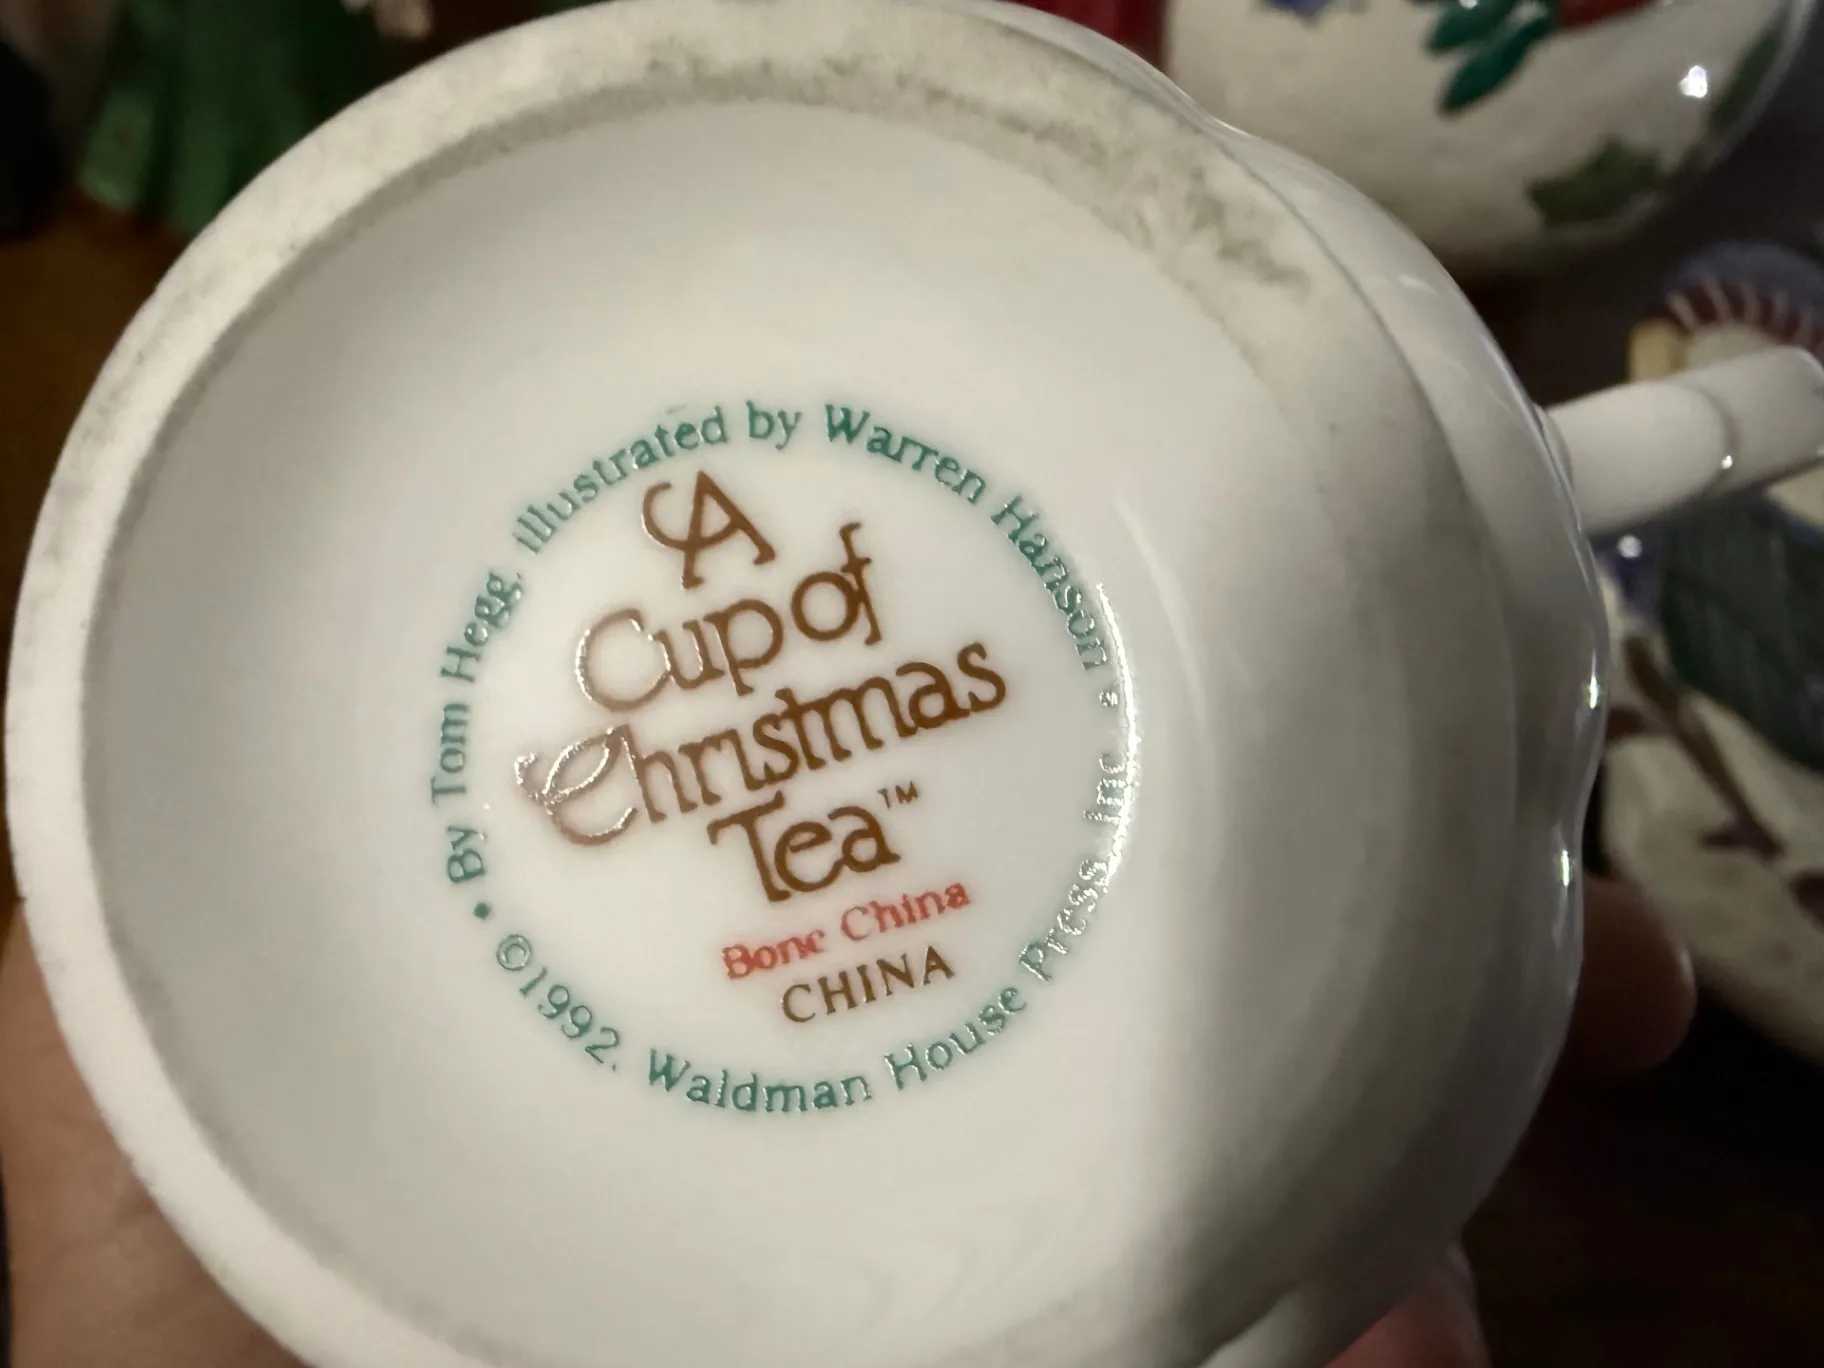 • By Tom Hegg, illustrated by Warren Hanson •
A
Cup of
Christmas
Tea™
Bone China
CHINA
©1992. Waldman House Press, Inc.